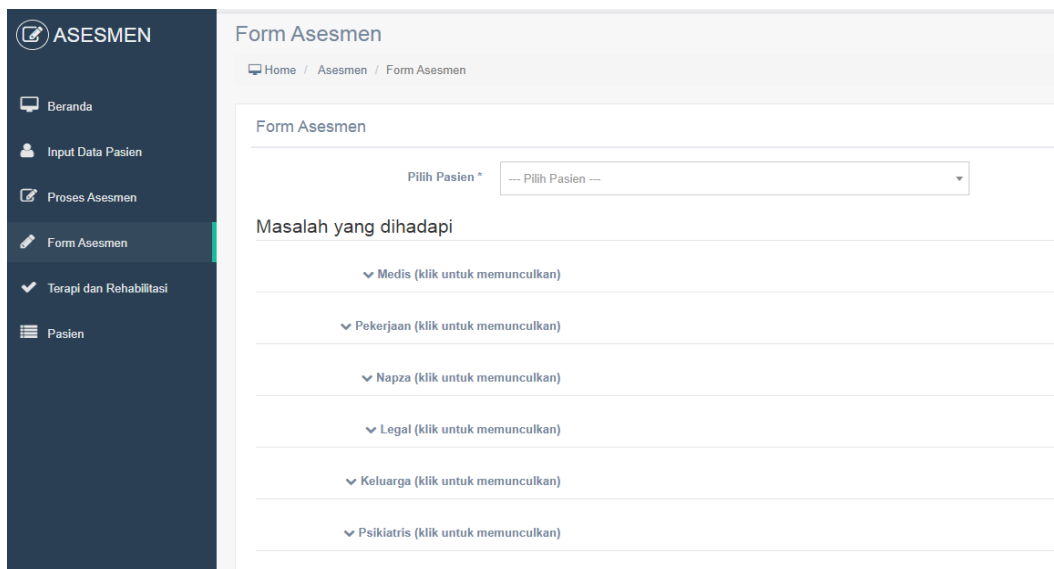 ASESMEN
Beranda
Input Data Pasien
Proses Asesmen
Form Asesmen
Terapi dan Rehabilitasi
Pasien
Form Asesmen
Home / Asesmen / Form Asesmen
Form Asesmen
Pilih Pasien * --- Pilih Pasien ---
Masalah yang dihadapi
Medis (klik untuk memunculkan)
Pekerjaan (klik untuk memunculkan)
Napza (klik untuk memunculkan)
Legal (klik untuk memunculkan)
Keluarga (klik untuk memunculkan)
Psikiatris (klik untuk memunculkan)